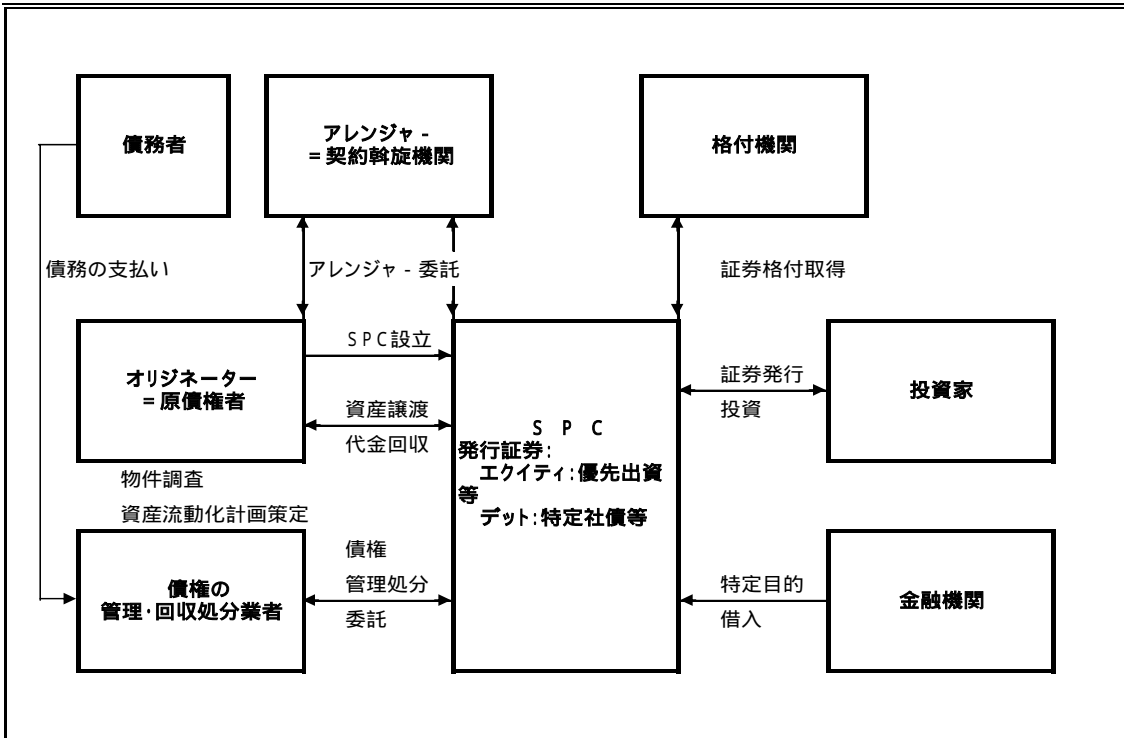 債務者
アレンジャ-
=契約斡旋機関
格付機関
債務の支払い
アレンジャ-委託
証券格付取得
オリジネーター
=原債権者
SPC設立
資産譲渡
代金回収
SPC
発行証券:
エクイティ:優先出資
等
デット:特定社債等
証券発行
投資
投資家
物件調査
資産流動化計画策定
債権の
管理・回収処分業者
債権
管理処分
委託
特定目的
借入
金融機関